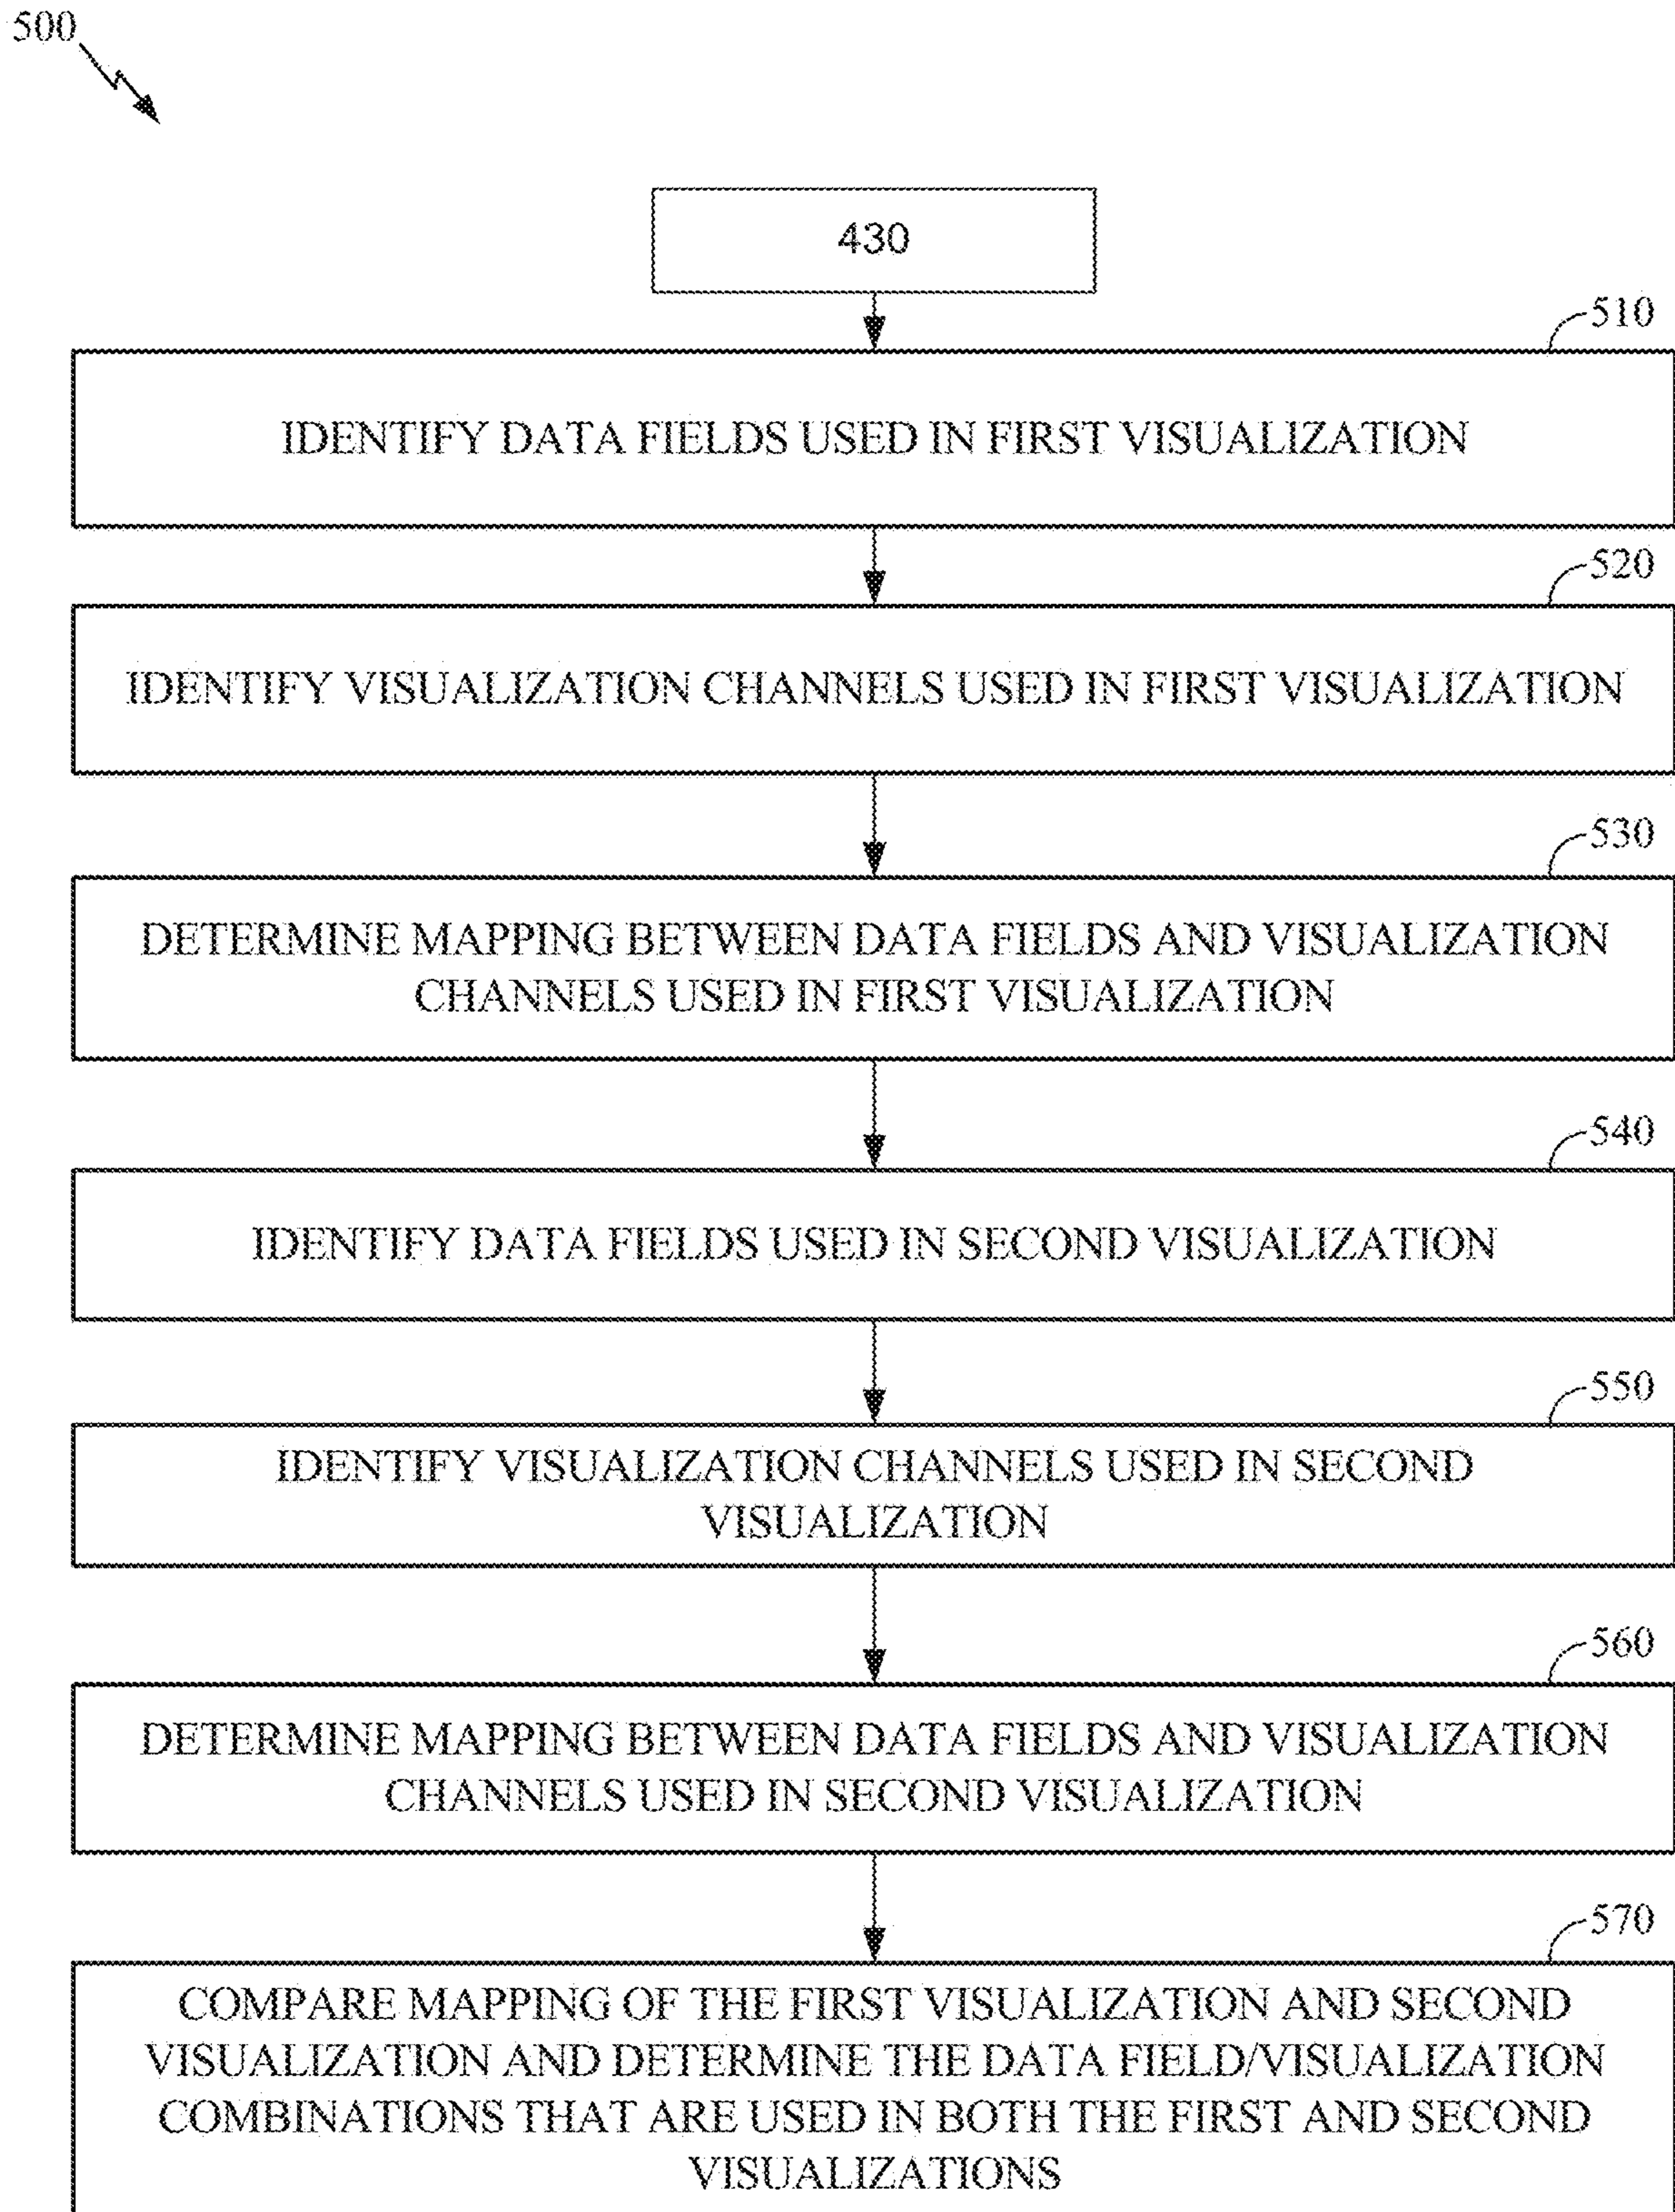 500
430
510
IDENTIFY DATA FIELDS USED IN FIRST VISUALIZATION
520
IDENTIFY VISUALIZATION CHANNELS USED IN FIRST VISUALIZATION
530
DETERMINE MAPPING BETWEEN DATA FIELDS AND VISUALIZATION
CHANNELS USED IN FIRST VISUALIZATION
540
IDENTIFY DATA FIELDS USED IN SECOND VISUALIZATION
550
IDENTIFY VISUALIZATION CHANNELS USED IN SECOND
VISUALIZATION
560
DETERMINE MAPPING BETWEEN DATA FIELDS AND VISUALIZATION
CHANNELS USED IN SECOND VISUALIZATION
570
COMPARE MAPPING OF THE FIRST VISUALIZATION AND SECOND
VISUALIZATION AND DETERMINE THE DATA FIELD/VISUALIZATION
COMBINATIONS THAT ARE USED IN BOTH THE FIRST AND SECOND
VISUALIZATIONS